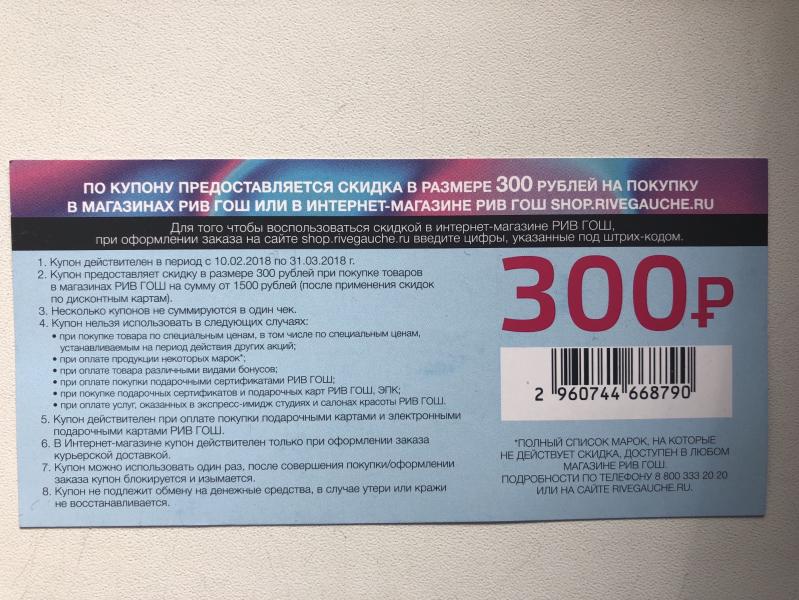 ПО КУПОНУ ПРЕДОСТАВЛЯЕТСЯ СКИДКА В РАЗМЕРЕ 300 РУБЛЕЙ НА ПОКУПКУ
В МАГАЗИНАХ РИВ ГОШ ИЛИ В ИНТЕРНЕТ-МАГАЗИНЕ РИВ ГОШ SHOP.RIVEGAUCHE.RU
Для того чтобы воспользоваться скидкой в интернет-магазине РИВ ГОШ,
при оформлении заказа на сайте shop.rivegauche.ru введите цифры, указанные под штрих-кодом.
1. Купон действителен в период с 10.02.2018 по 31.03.2018 г.
2. Купон предоставляет скидку в размере 300 рублей при покупке товаров
в магазинах РИВ ГОШ на сумму от 1500 рублей (после применения скидок
по дисконтным картам).
3. Несколько купонов не суммируются в один чек.
4. Купон нельзя использовать в следующих случаях:
• при покупке товара по специальным ценам, в том числе по специальным ценам,
устанавливаемым на период действия других акций;
• при оплате продукции некоторых марок*;
• при оплате товара различными видами бонусов;
• при оплате покупки подарочными сертификатами РИВ ГОШ;
• при покупке подарочных сертификатов и подарочных карт РИВ ГОШ, ЭПК;
• при оплате услуг, оказанных в экспресс-имидж студиях и салонах красоты РИВ ГОШ.
5. Купон действителен при оплате покупки подарочными картами и электронными
подарочными картами РИВ ГОШ.
6. В Интернет-магазине купон действителен только при оформлении заказа
курьерской доставкой.
7. Купон можно использовать один раз, после совершения покупки/оформления
заказа купон блокируется и изымается.
8. Купон не подлежит обмену на денежные средства, в случае утери или кражи
не восстанавливается.
300₽
2 960744 668790
*ПОЛНЫЙ СПИСОК МАРОК, НА КОТОРЫЕ
НЕ ДЕЙСТВУЕТ СКИДКА, ДОСТУПЕН В ЛЮБОМ
МАГАЗИНЕ РИВ ГОШ.
ПОДРОБНОСТИ ПО ТЕЛЕФОНУ 8 800 333 20 20
ИЛИ НА САЙТЕ RIVEGAUCHE.RU.